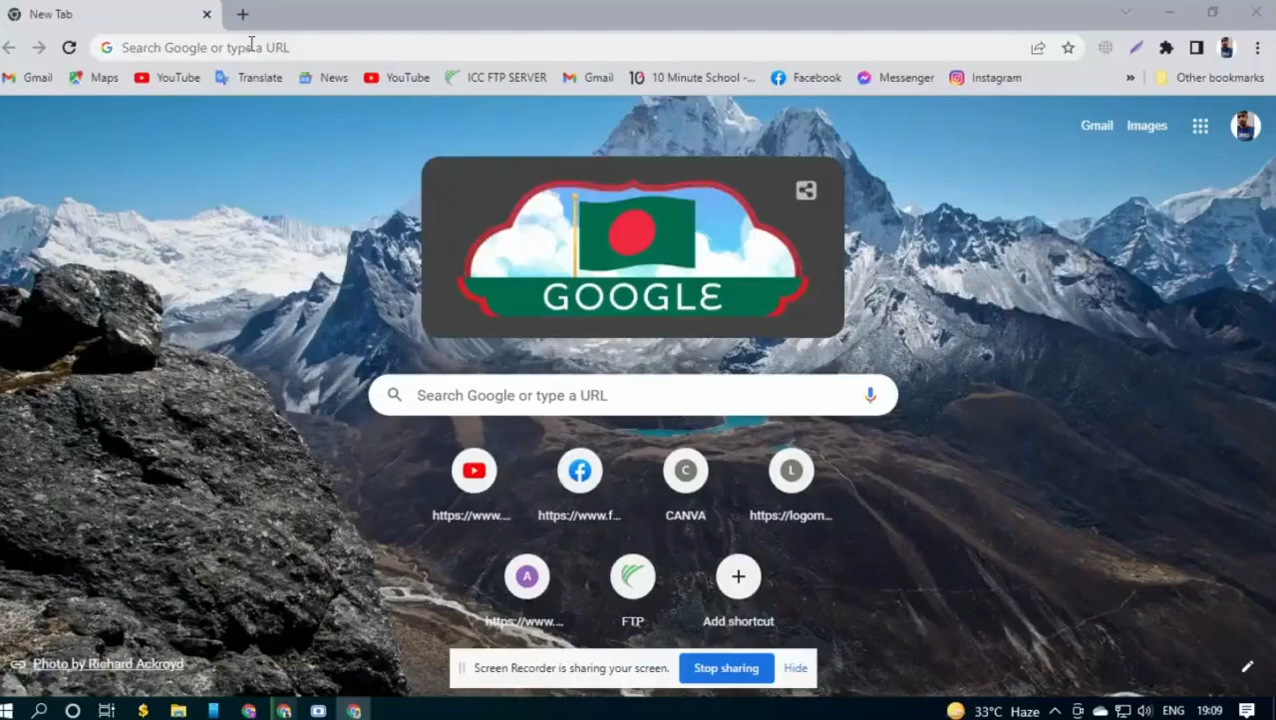 New Tab
Search Google or type a URL
Gmail Maps YouTube Translate News YouTube ICC FTP SERVER Gmail 10 10 Minute School -... Facebook Messenger Instagram » Other bookmarks
Gmail Images
GOOGLE
Search Google or type a URL
https://www.... https://www.f... CANVA https://logom...
C L
A
https://www.... FTP Add shortcut
Screen Recorder is sharing your screen. Stop sharing Hide
Photo by Richard Ackroyd
33°C Haze ENG 19:09